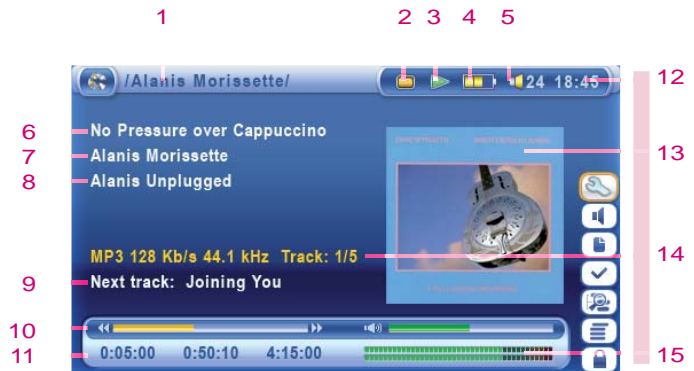 1 2 3 4 5
/Alanis Morissette/ 24 18:45 12
6 No Pressure over Cappuccino
7 Alanis Morissette 13
8 Alanis Unplugged
MP3 128 Kb/s 44.1 kHz Track: 1/5 14
9 Next track: Joining You
10
11 0:05:00 0:50:10 4:15:00 15